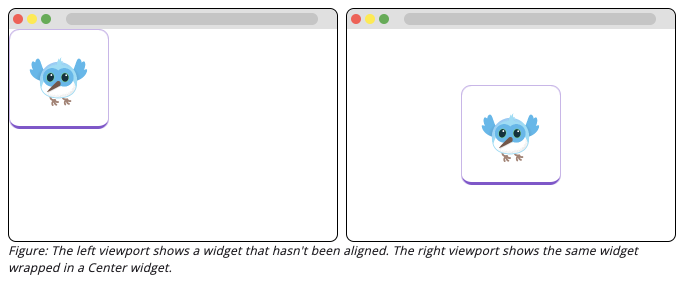 Figure: The left viewport shows a widget that hasn't been aligned. The right viewport shows the same widget
wrapped in a Center widget.